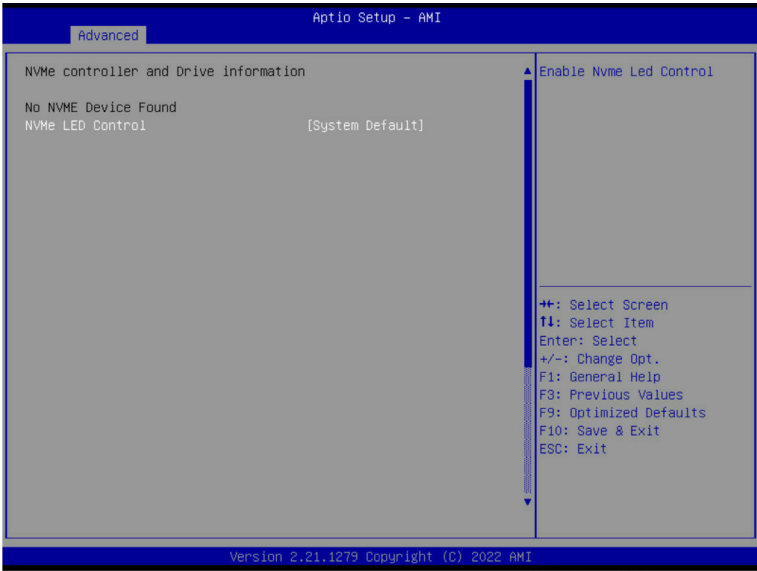 Aptio Setup – AMI
Advanced
NVMe controller and Drive information
No NVME Device Found
NVMe LED Control [System Default]
Enable Nvme Led Control
→←: Select Screen
↑↓: Select Item
Enter: Select
+/-: Change Opt.
F1: General Help
F3: Previous Values
F9: Optimized Defaults
F10: Save & Exit
ESC: Exit
Version 2.21.1279 Copyright (C) 2022 AMI